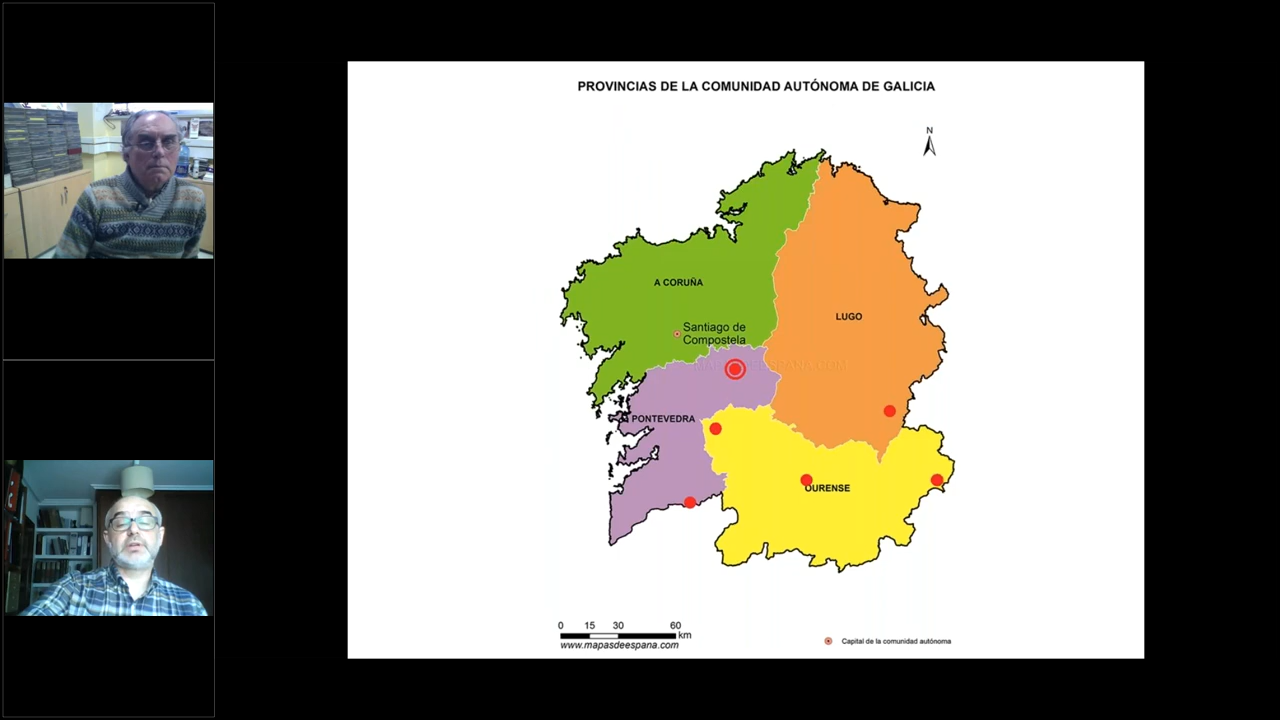 PROVINCIAS DE LA COMUNIDAD AUTÓNOMA DE GALICIA
N
A CORUÑA
LUGO
Santiago de
Compostela
PONTEVEDRA
OURENSE
0 15 30 60
km
www.mapasdeespana.com
Capital de la comunidad autónoma